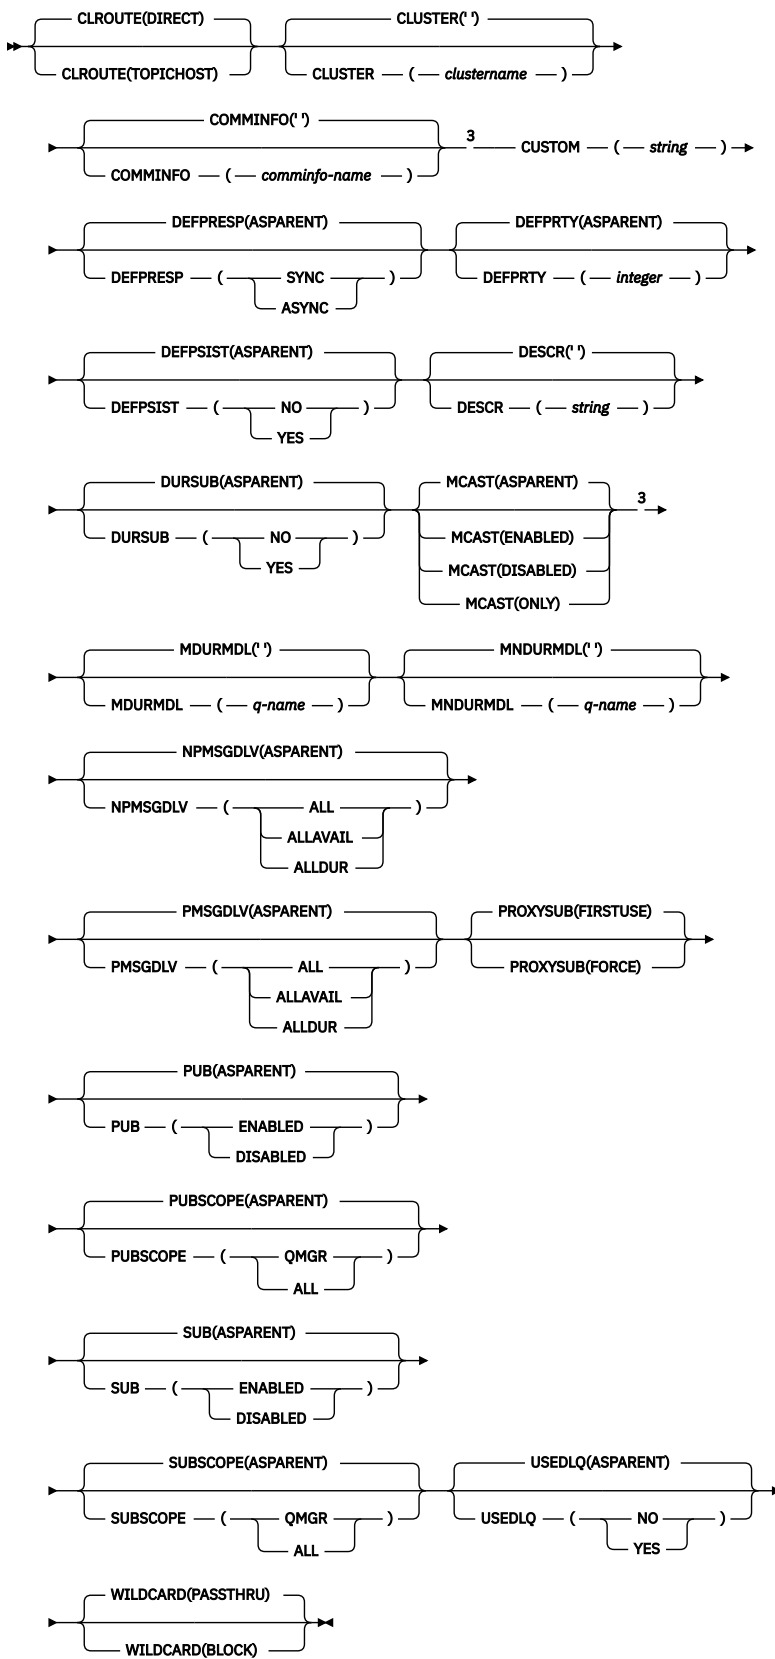 CLROUTE(DIRECT) CLUSTER(' ')
CLROUTE(TOPICHOST) CLUSTER ( clustername )
COMMINFO(' ')
3 CUSTOM ( string )
COMMINFO ( comminfo-name )
DEFPRESP(ASPARENT) DEFPRTY(ASPARENT)
DEFPRESP ( SYNC ) DEFPRTY ( integer )
ASYNC
DEFPSIST(ASPARENT) DESCR(' ')
DEFPSIST ( NO ) DESCR ( string )
YES
DURSUB(ASPARENT) MCAST(ASPARENT)
3
DURSUB ( NO ) MCAST(ENABLED)
YES MCAST(DISABLED)
MCAST(ONLY)
MDURMDL(' ') MNDURMDL(' ')
MDURMDL ( q-name ) MNDURMDL ( q-name )
NPMSGDLV(ASPARENT)
NPMSGDLV ( ALL )
ALLAVAIL
ALLDUR
PMSGDLV(ASPARENT) PROXYSUB(FIRSTUSE)
PMSGDLV ( ALL ) PROXYSUB(FORCE)
ALLAVAIL
ALLDUR
PUB(ASPARENT)
PUB ( ENABLED )
DISABLED
PUBSCOPE(ASPARENT)
PUBSCOPE ( QMGR )
ALL
SUB(ASPARENT)
SUB ( ENABLED )
DISABLED
SUBSCOPE(ASPARENT) USEDLQ(ASPARENT)
SUBSCOPE ( QMGR ) USEDLQ ( NO )
ALL YES
WILDCARD(PASSTHRU)
WILDCARD(BLOCK)